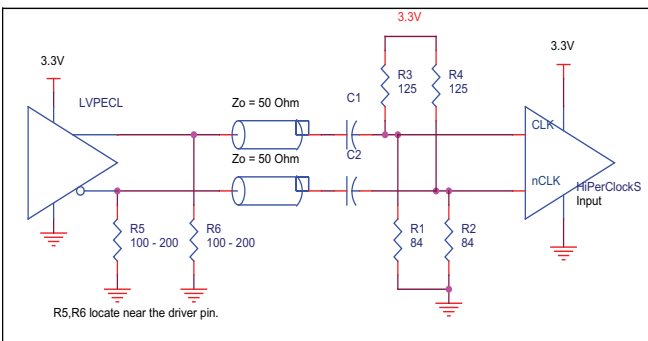 3.3V
3.3V
3.3V
LVPECL
R3
125
R4
125
Zo = 50 Ohm
C1
CLK
Zo = 50 Ohm
C2
nCLK
HiPerClockS
Input
R5
100 - 200
R6
100 - 200
R1
84
R2
84
R5,R6 locate near the driver pin.